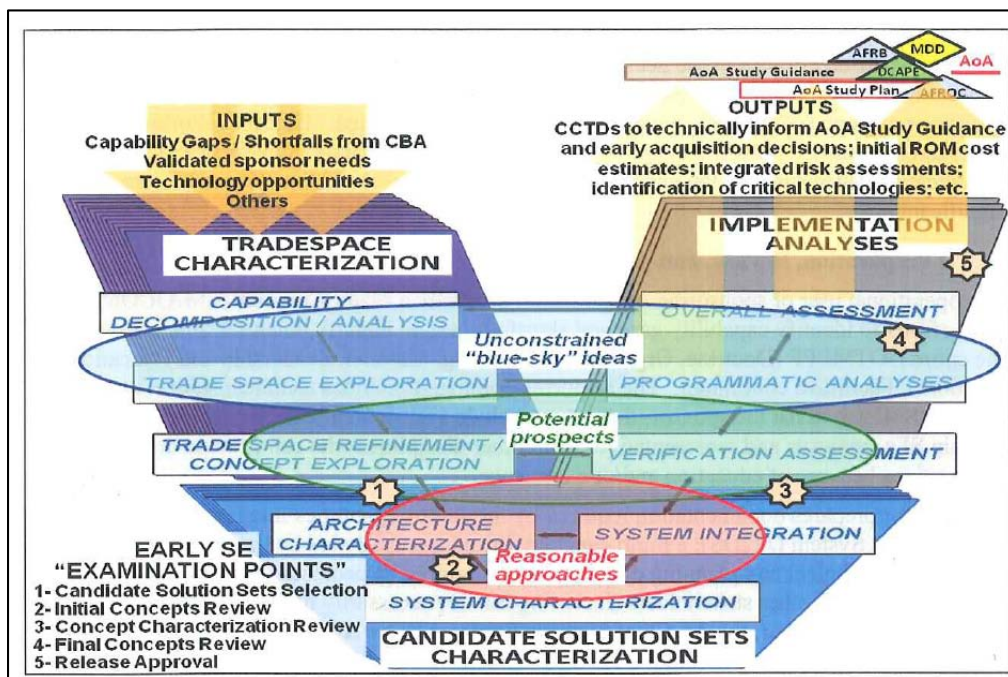 AFRB
MDD
AoA
AoA Study Guidance
DCAPE
AoA Study Plan
AFROC
INPUTS
Capability Gaps / Shortfalls from CBA
Validated sponsor needs
Technology opportunities
Others
OUTPUTS
CCTDs to technically inform AoA Study Guidance
and early acquisition decisions; initial ROM cost
estimates; integrated risk assessments;
identification of critical technologies; etc.
TRADESPACE
CHARACTERIZATION
IMPLEMENTATION
ANALYSES
5
CAPABILITY
DECOMPOSITION / ANALYSIS
OVERALL ASSESSMENT
4
Unconstrained
"blue-sky" ideas
TRADE SPACE EXPLORATION
PROGRAMMATIC ANALYSES
Potential
prospects
TRADE SPACE REFINEMENT /
CONCEPT EXPLORATION
VERIFICATION ASSESSMENT
1
3
ARCHITECTURE
CHARACTERIZATION
SYSTEM INTEGRATION
Reasonable
approaches
2
SYSTEM CHARACTERIZATION
CANDIDATE SOLUTION SETS
CHARACTERIZATION
EARLY SE
"EXAMINATION POINTS"
1- Candidate Solution Sets Selection
2- Initial Concepts Review
3- Concept Characterization Review
4- Final Concepts Review
5- Release Approval
1